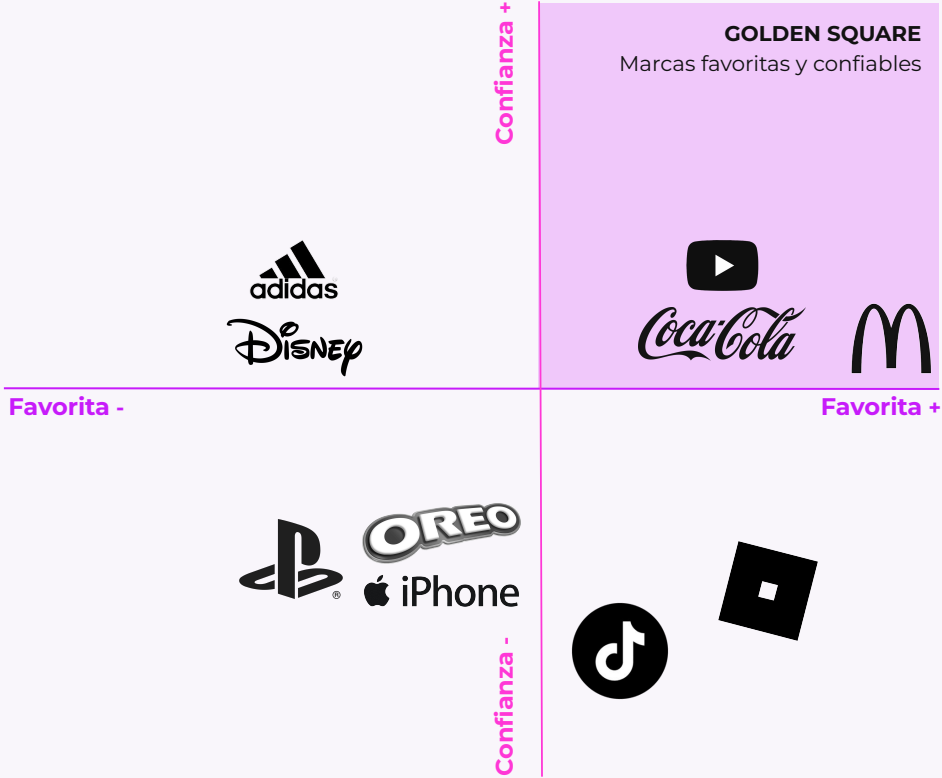 Confianza +
GOLDEN SQUARE
Marcas favoritas y confiables
adidas
Disney
Coca-Cola
Favorita -
Favorita +
OREO
®
iPhone
Confianza -